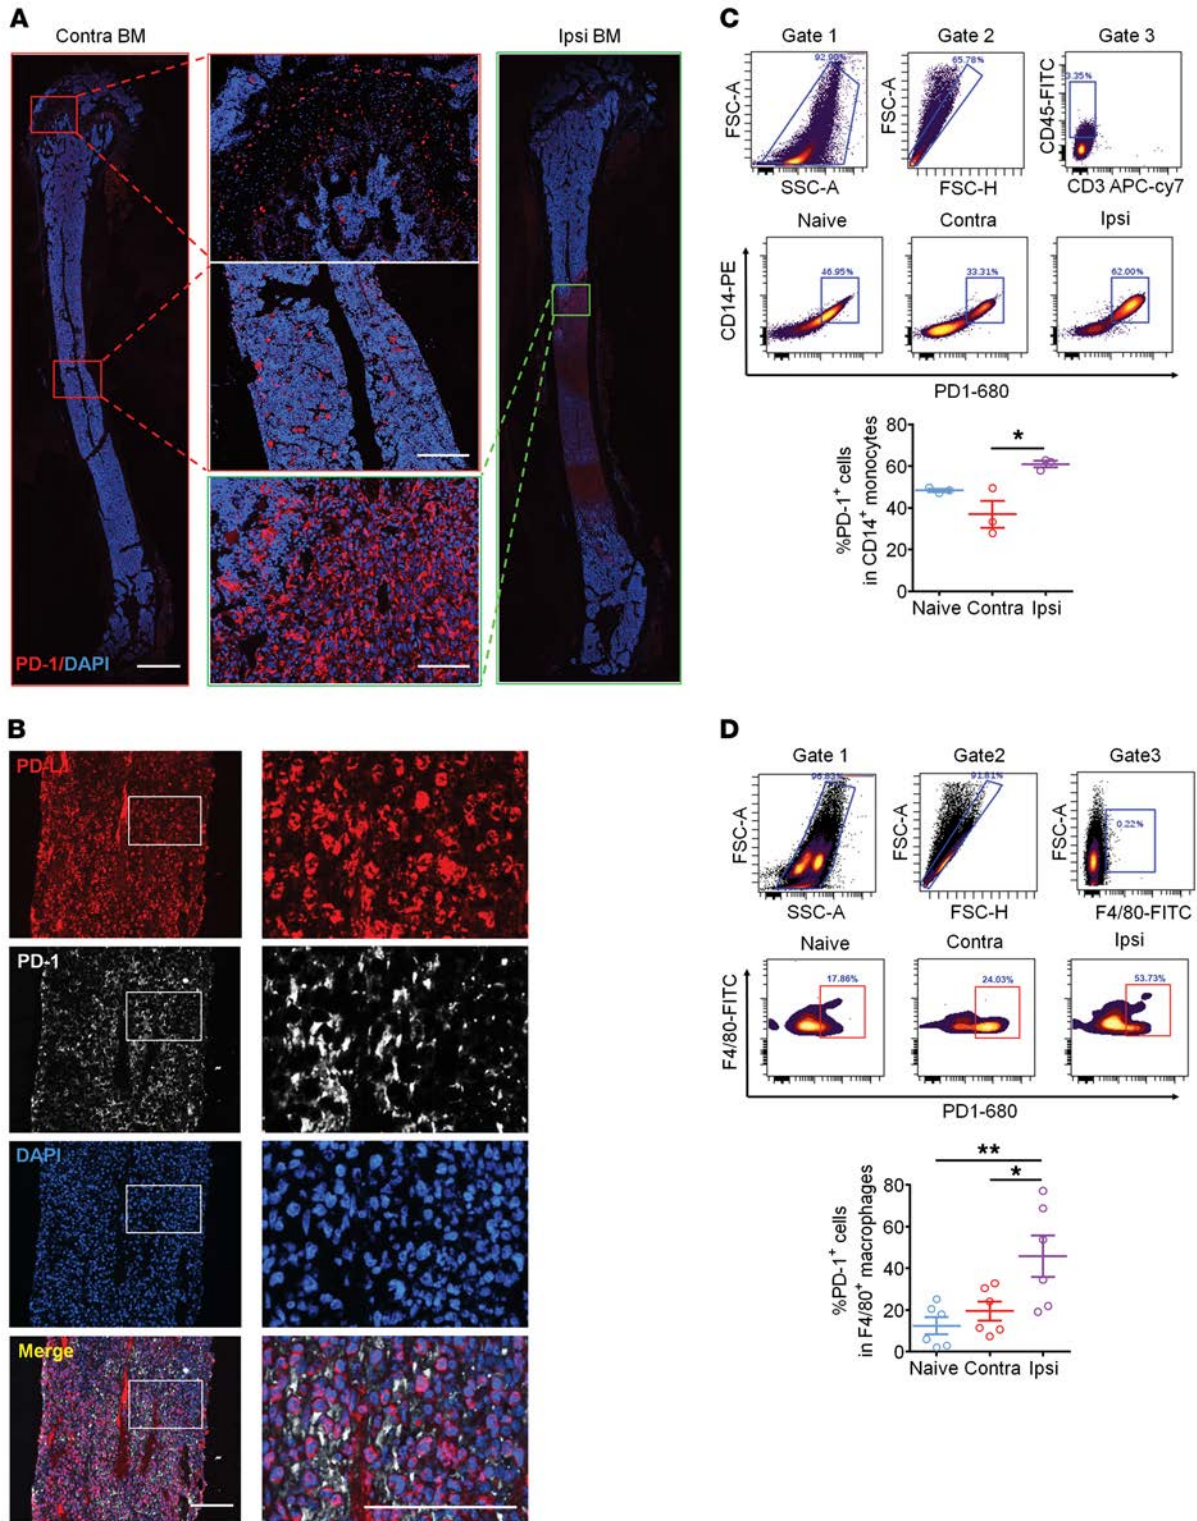 A
Contra BM
Ipsi BM
PD-1/DAPI
B
PD-L1
PD-1
DAPI
Merge
C
Gate 1
Gate 2
Gate 3
92.90%
65.78%
3.35%
FSC-A
FSC-A
CD45-FITC
SSC-A
FSC-H
CD3 APC-cy7
Naive
Contra
Ipsi
46.95%
33.31%
62.00%
CD14-PE
PD1-680
80
60
40
20
0
*
%PD-1+ cells
in CD14+ monocytes
Naive Contra Ipsi
D
Gate 1
Gate2
Gate3
96.83%
91.81%
0.22%
FSC-A
FSC-A
FSC-A
SSC-A
FSC-H
F4/80-FITC
Naive
Contra
Ipsi
17.86%
24.03%
53.73%
F4/80-FITC
PD1-680
**
*
80
60
40
20
0
%PD-1+ cells
in F4/80+ macrophages
Naive Contra Ipsi